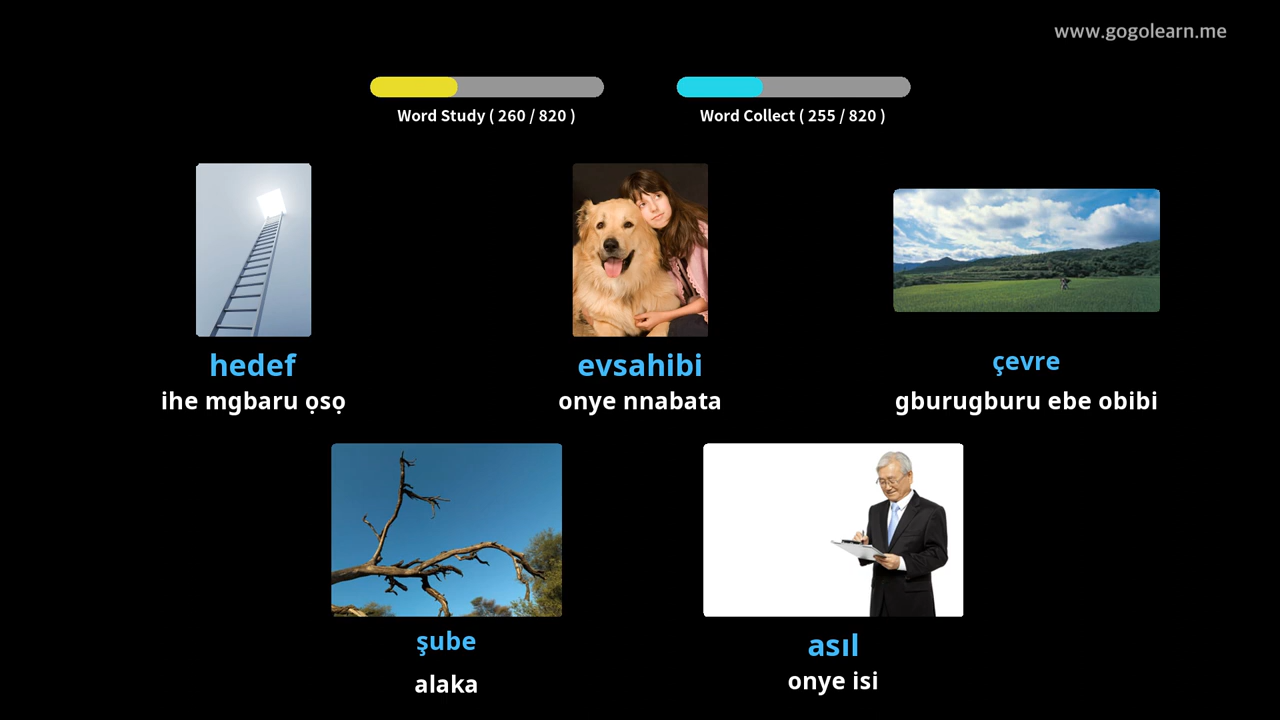 www.gogolearn.me
Word Study ( 260 / 820 )
Word Collect ( 255 / 820 )
hedef
ihe mgbaru ọsọ
evsahibi
onye nnabata
çevre
gburugburu ebe obibi
şube
alaka
asıl
onye isi